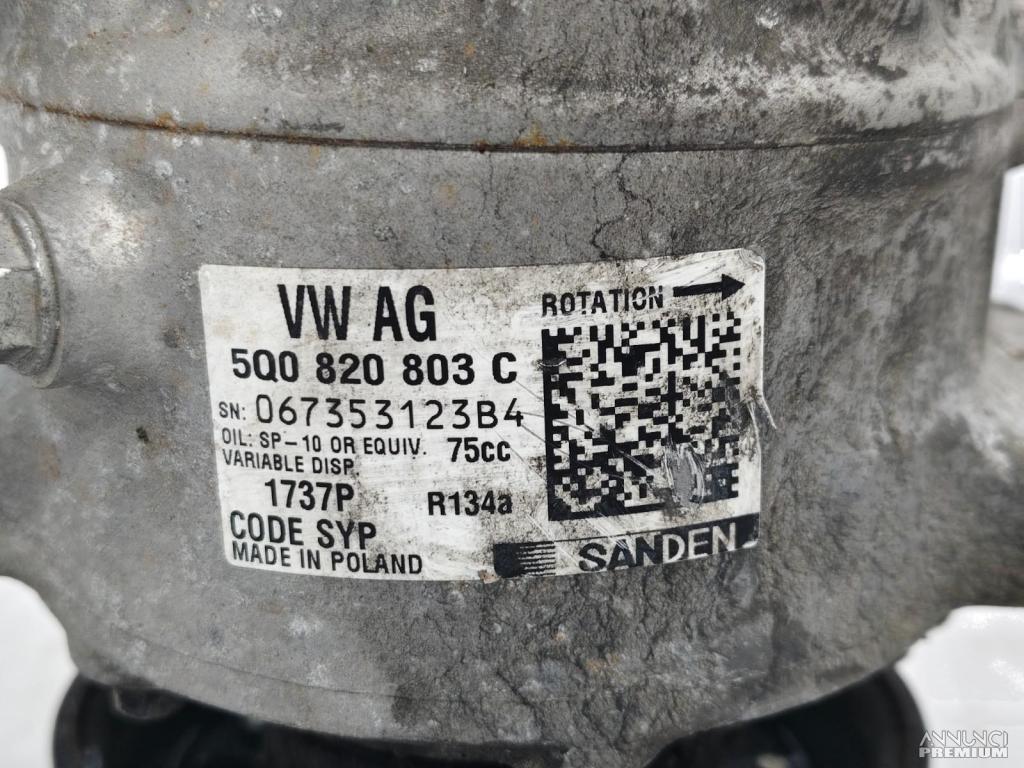 VW AG
5Q0 820 803 C
SN: 067353123B4
OIL: SP-10 OR EQUIV. 75cc
VARIABLE DISP.
1737P R134a
CODE SYP
MADE IN POLAND
ROTATION
SANDEN
ANNUNCI
PREMIUM